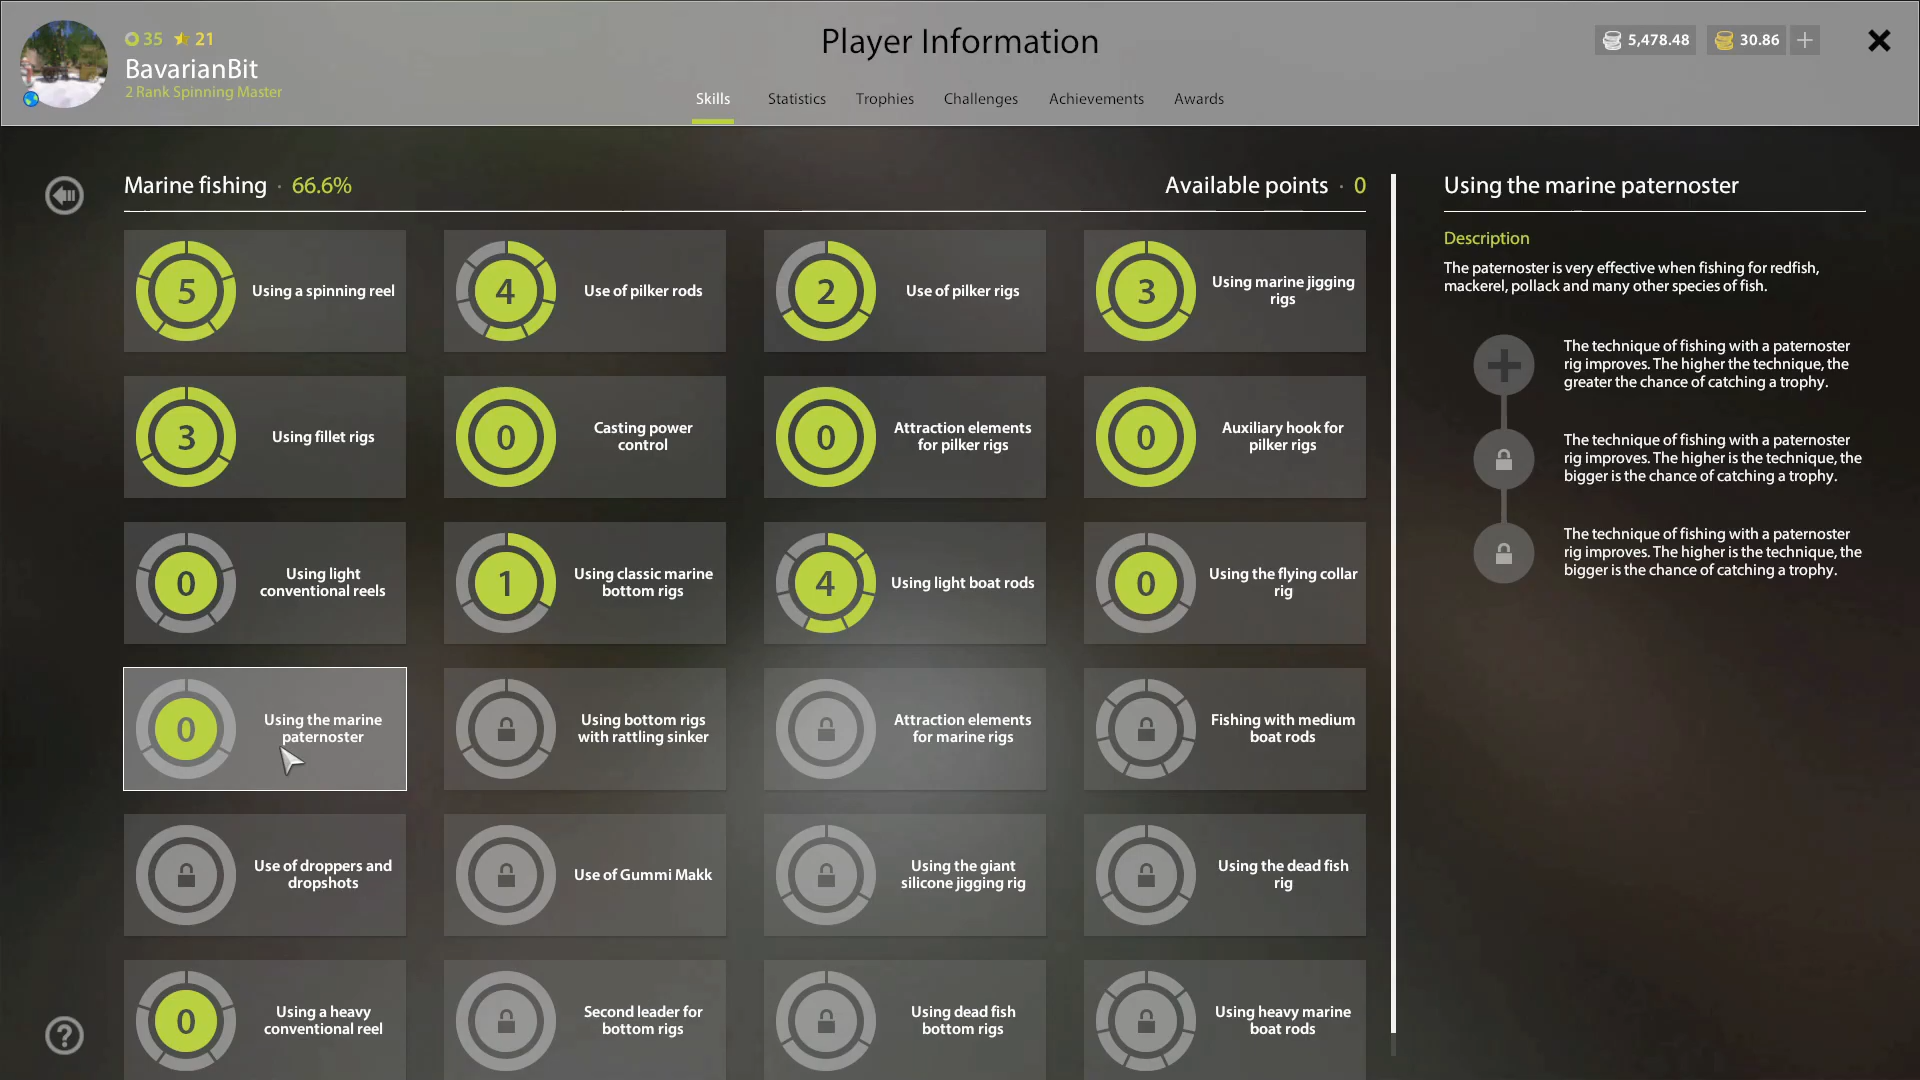 35 21
BavarianBit
2 Rank Spinning Master
Player Information
5,478.48 30.86
Skills Statistics Trophies Challenges Achievements Awards
Marine fishing · 66.6%
Available points · 0
5 Using a spinning reel
4 Use of pilker rods
2 Use of pilker rigs
3 Using marine jigging
rigs
3 Using fillet rigs
0 Casting power
control
0 Attraction elements
for pilker rigs
0 Auxiliary hook for
pilker rigs
0 Using light
conventional reels
1 Using classic marine
bottom rigs
4 Using light boat rods
0 Using the flying collar
rig
0 Using the marine
paternoster
Using bottom rigs
with rattling sinker
Attraction elements
for marine rigs
Fishing with medium
boat rods
Use of droppers and
dropshots
Use of Gummi Makk
Using the giant
silicone jigging rig
Using the dead fish
rig
0 Using a heavy
conventional reel
Second leader for
bottom rigs
Using dead fish
bottom rigs
Using heavy marine
boat rods
?
Using the marine paternoster
Description
The paternoster is very effective when fishing for redfish,
mackerel, pollack and many other species of fish.
The technique of fishing with a paternoster
rig improves. The higher the technique, the
greater the chance of catching a trophy.
The technique of fishing with a paternoster
rig improves. The higher is the technique, the
bigger is the chance of catching a trophy.
The technique of fishing with a paternoster
rig improves. The higher is the technique, the
bigger is the chance of catching a trophy.